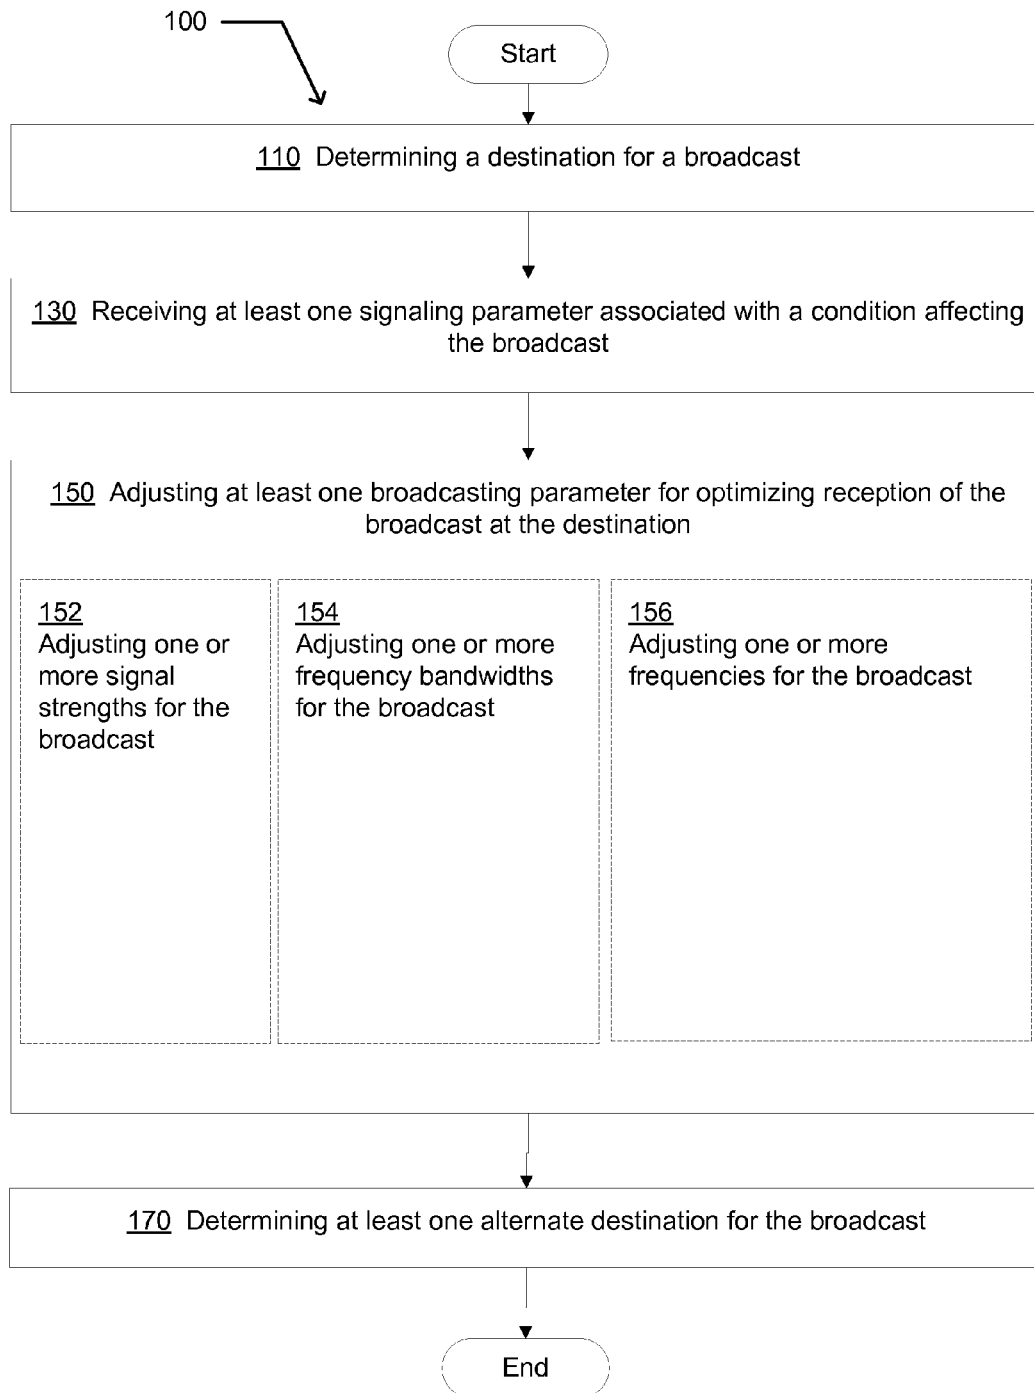 100
Start
110 Determining a destination for a broadcast
130 Receiving at least one signaling parameter associated with a condition affecting
the broadcast
150 Adjusting at least one broadcasting parameter for optimizing reception of the
broadcast at the destination
152
Adjusting one or
more signal
strengths for the
broadcast
154
Adjusting one or more
frequency bandwidths
for the broadcast
156
Adjusting one or more
frequencies for the broadcast
170 Determining at least one alternate destination for the broadcast
End